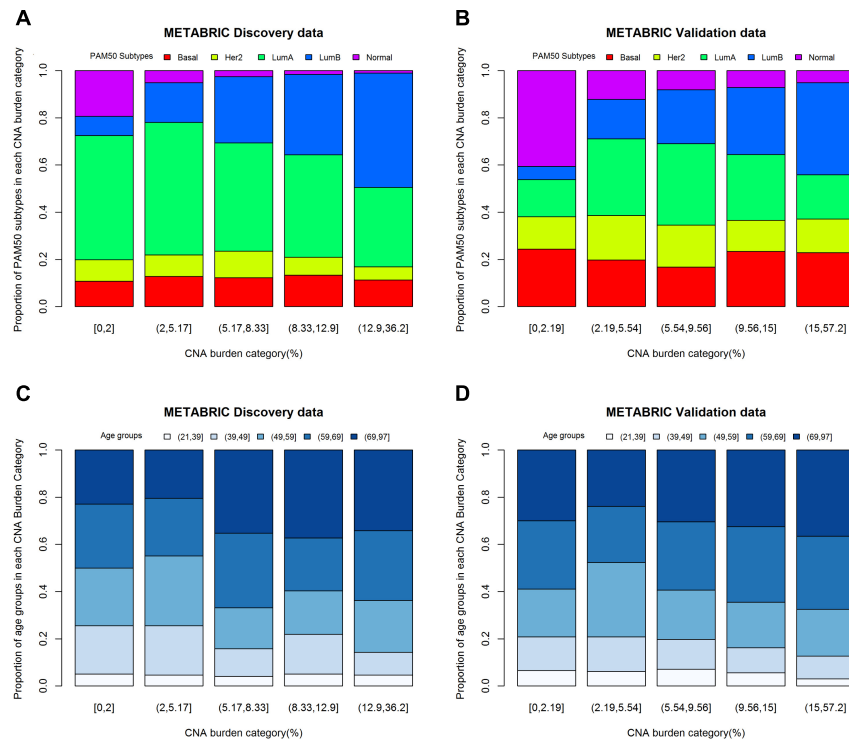 A
METABRIC Discovery data
PAM50 Subtypes Basal Her2 LumA LumB Normal
Proportion of PAM50 subtypes in each CNA burden category
0.0 0.2 0.4 0.6 0.8 1.0
[0,2] (2,5.17] (5.17,8.33] (8.33,12.9] (12.9,36.2]
CNA burden category(%)
B
METABRIC Validation data
PAM50 Subtypes Basal Her2 LumA LumB Normal
Proportion of PAM50 subtypes in each CNA burden category
0.0 0.2 0.4 0.6 0.8 1.0
[0,2.19] (2.19,5.54] (5.54,9.56] (9.56,15] (15,57.2]
CNA burden category(%)
C
METABRIC Discovery data
Age groups (21,39] (39,49] (49,59] (59,69] (69,97]
Proportion of age groups in each CNA Burden Category
0.0 0.2 0.4 0.6 0.8 1.0
[0,2] (2,5.17] (5.17,8.33] (8.33,12.9] (12.9,36.2]
CNA burden category(%)
D
METABRIC Validation data
Age groups (21,39] (39,49] (49,59] (59,69] (69,97]
Proportion of age groups in each CNA Burden Category
0.0 0.2 0.4 0.6 0.8 1.0
[0,2.19] (2.19,5.54] (5.54,9.56] (9.56,15] (15,57.2]
CNA burden category(%)